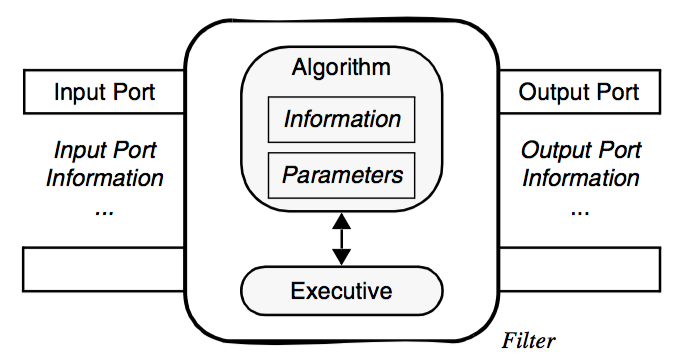 Algorithm
Input Port
Information
Output Port
Input Port
Information
...
Parameters
Output Port
Information
...
Executive
Filter